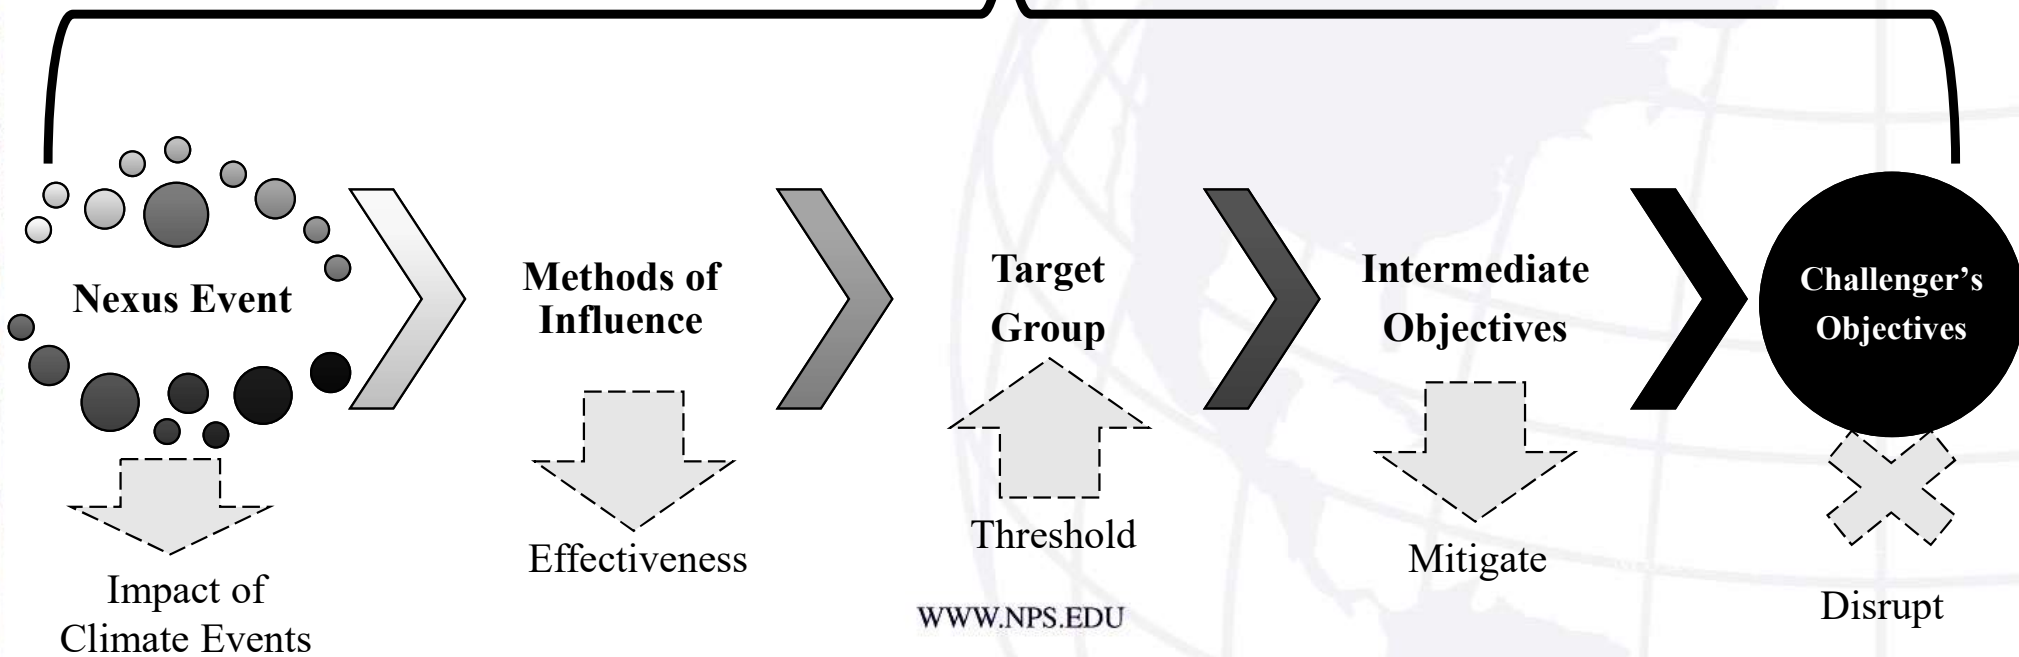 Nexus Event
Methods of
Influence
Target
Group
Intermediate
Objectives
Challenger's
Objectives
Impact of
Climate Events
Effectiveness
Threshold
Mitigate
Disrupt
WWW.NPS.EDU